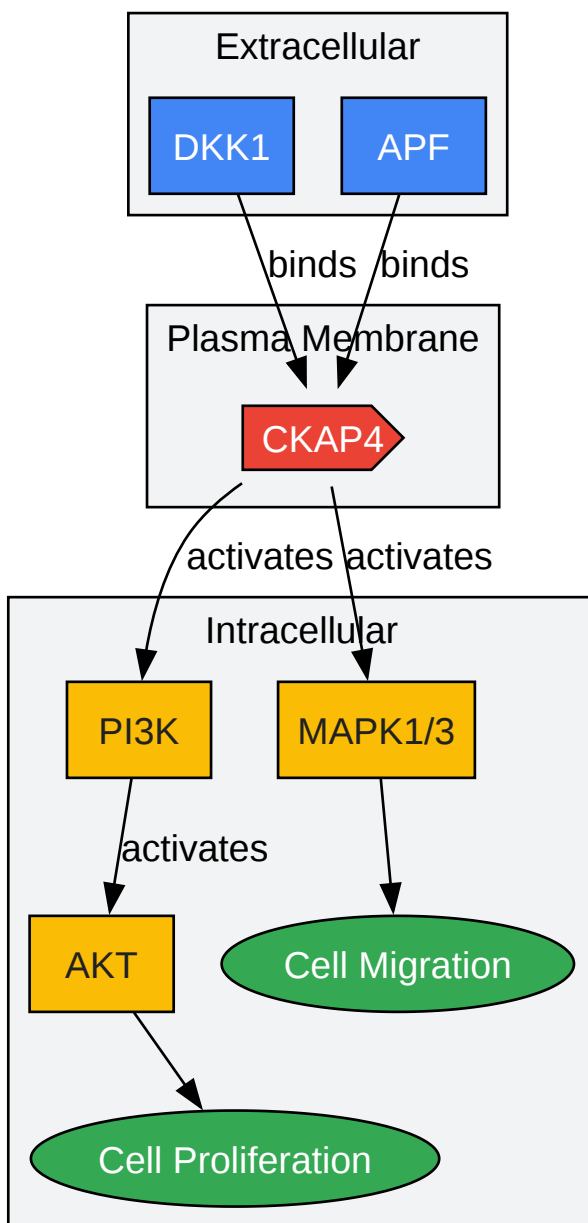 Extracellular
DKK1
APF
binds
binds
Plasma Membrane
CKAP4
activates
activates
Intracellular
PI3K
MAPK1/3
activates
AKT
Cell Migration
Cell Proliferation